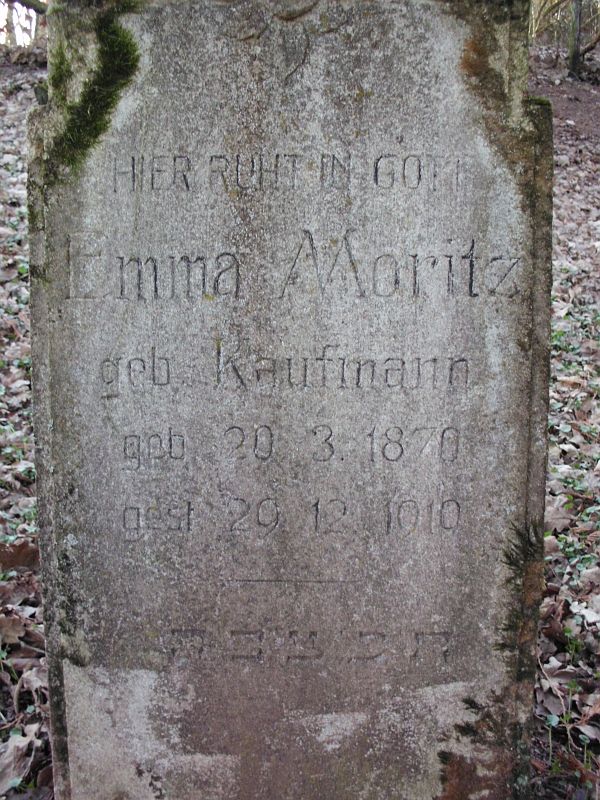 HIER RUHT IN GOTT
Emma Moritz
geb. Kaufmann
geb. 20. 3. 1870
gest. 29. 12. 1910
ת נ צ ב ה